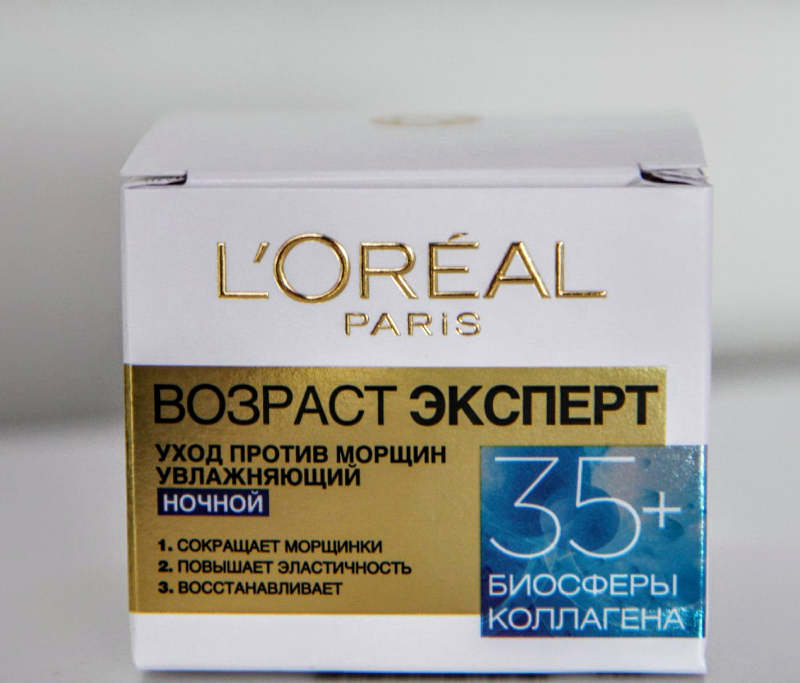 L'ORÉAL
PARIS
ВОЗРАСТ ЭКСПЕРТ
УХОД ПРОТИВ МОРЩИН
УВЛАЖНЯЮЩИЙ
НОЧНОЙ
35+
БИОСФЕРЫ
КОЛЛАГЕНА
1. СОКРАЩАЕТ МОРЩИНКИ
2. ПОВЫШАЕТ ЭЛАСТИЧНОСТЬ
3. ВОССТАНАВЛИВАЕТ